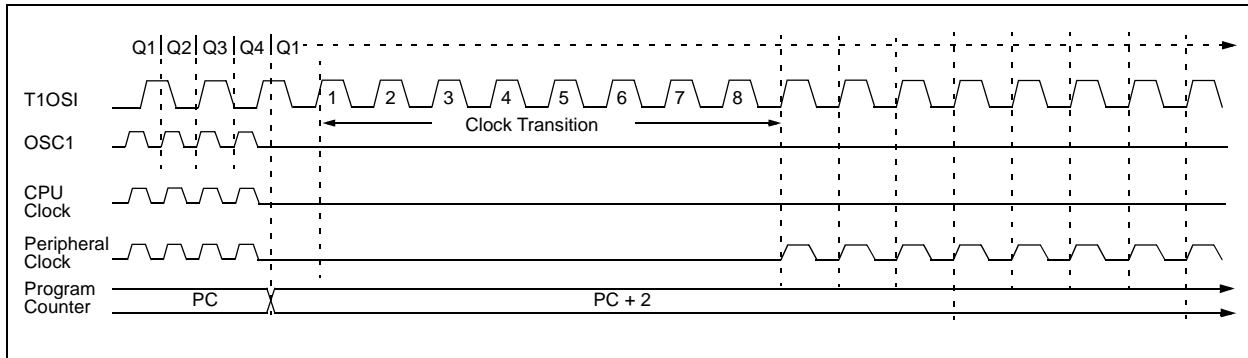 Q1 Q2 Q3 Q4 Q1
T1OSI
1 2 3 4 5 6 7 8
Clock Transition
OSC1
CPU
Clock
Peripheral
Clock
Program
Counter
PC
PC + 2